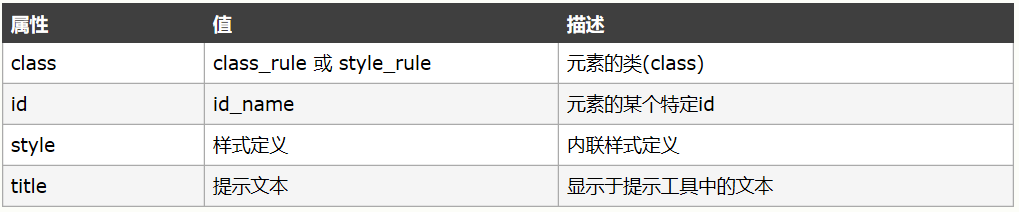 属性 值 描述
class class_rule 或 style_rule 元素的类(class)
id id_name 元素的某个特定id
style 样式定义 内联样式定义
title 提示文本 显示于提示工具中的文本